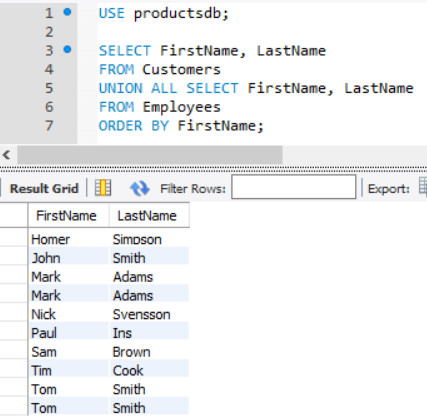 1 USE productsdb;
2
3 SELECT FirstName, LastName
4 FROM Customers
5 UNION ALL SELECT FirstName, LastName
6 FROM Employees
7 ORDER BY FirstName;
Result Grid Filter Rows: Export:
FirstName LastName
Homer Simpson
John Smith
Mark Adams
Mark Adams
Nick Svensson
Paul Ins
Sam Brown
Tim Cook
Tom Smith
Tom Smith